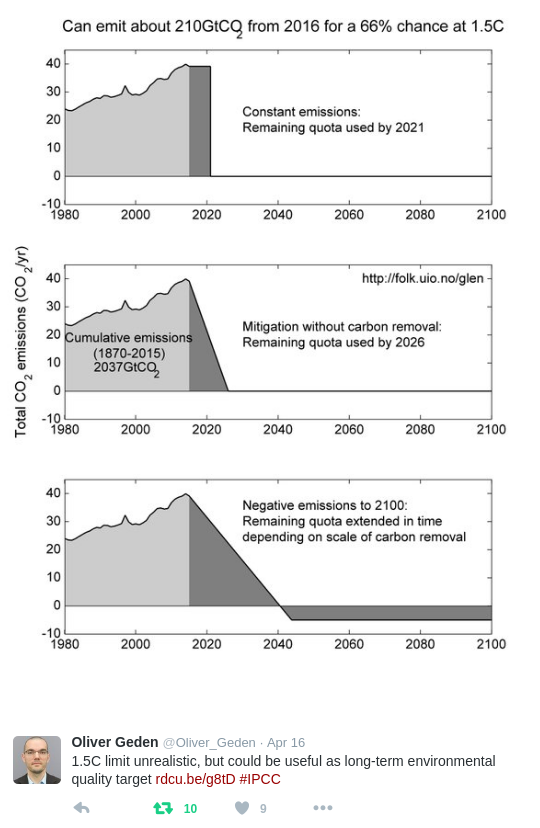 Can emit about 210GtCO2 from 2016 for a 66% chance at 1.5C
Total CO2 emissions (CO2/yr)
40
30
20
10
0
-10
Constant emissions:
Remaining quota used by 2021
1980 2000 2020 2040 2060 2080 2100
40
30
20
10
0
-10
http://folk.uio.no/glen
Mitigation without carbon removal:
Remaining quota used by 2026
Cumulative emissions
(1870-2015)
2037GtCO2
1980 2000 2020 2040 2060 2080 2100
40
30
20
10
0
-10
Negative emissions to 2100:
Remaining quota extended in time
depending on scale of carbon removal
1980 2000 2020 2040 2060 2080 2100
Oliver Geden @Oliver_Geden · Apr 16
1.5C limit unrealistic, but could be useful as long-term environmental
quality target rdcu.be/g8tD #IPCC
10 9